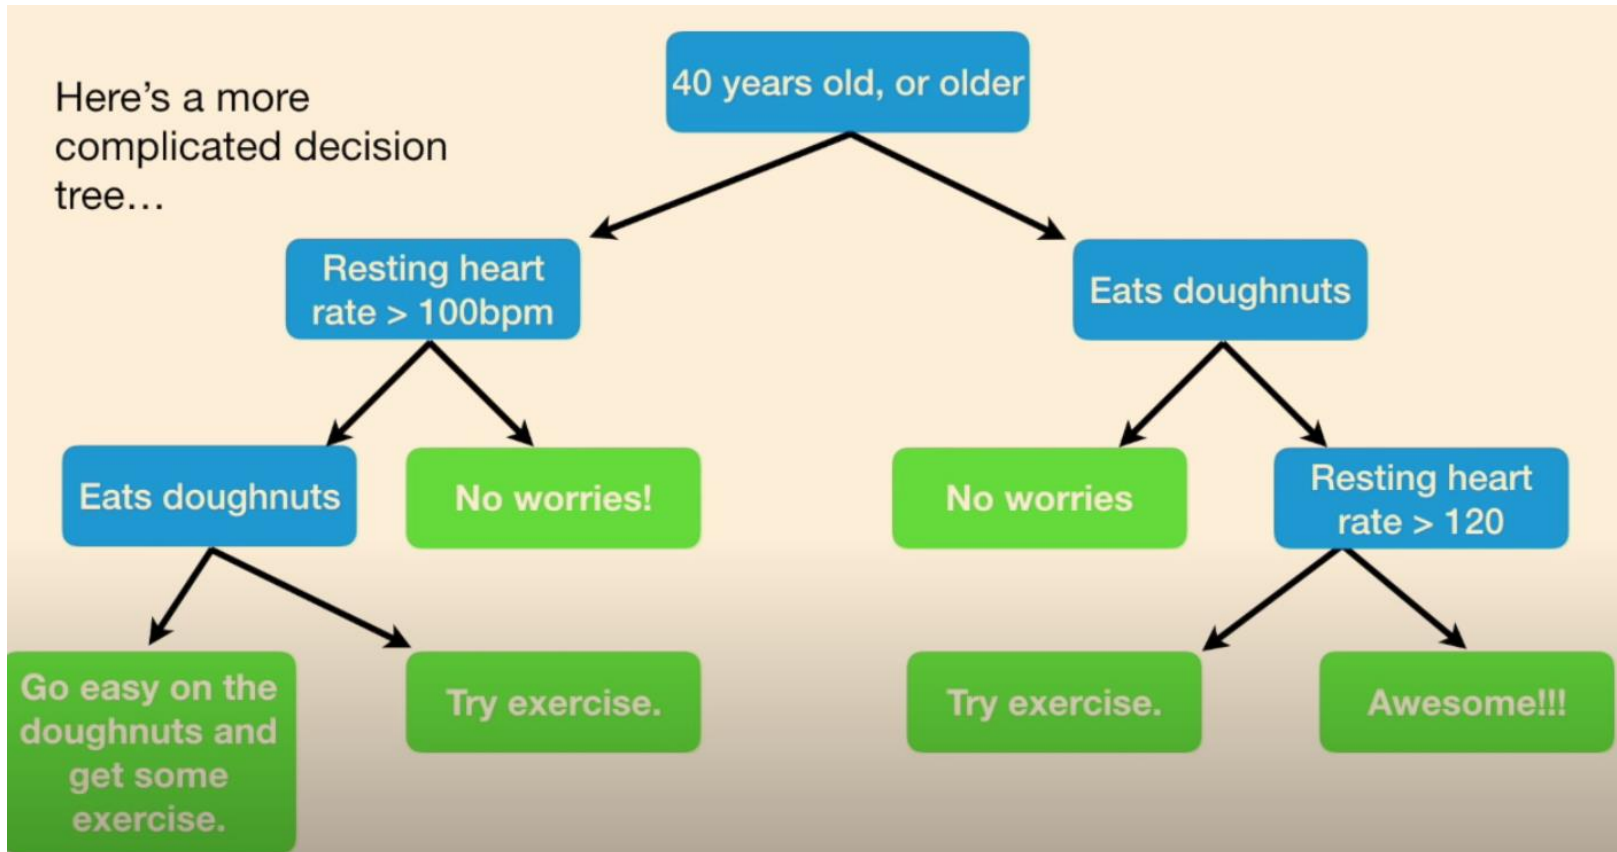 Here's a more
complicated decision
tree...
40 years old, or older
Resting heart
rate > 100bpm
Eats doughnuts
Eats doughnuts
No worries!
No worries
Resting heart
rate > 120
Go easy on the
doughnuts and
get some
exercise.
Try exercise.
Try exercise.
Awesome!!!